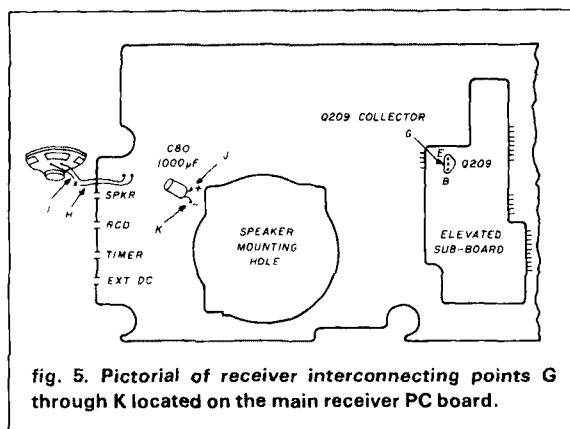 Q209 COLLECTOR
G
E
Q209
B
C80
1000µF
J
+
-
K
I
H
SPKR
RCD
TIMER
EXT DC
SPEAKER
MOUNTING
HOLE
ELEVATED
SUB-BOARD
fig. 5. Pictorial of receiver interconnecting points G
through K located on the main receiver PC board.